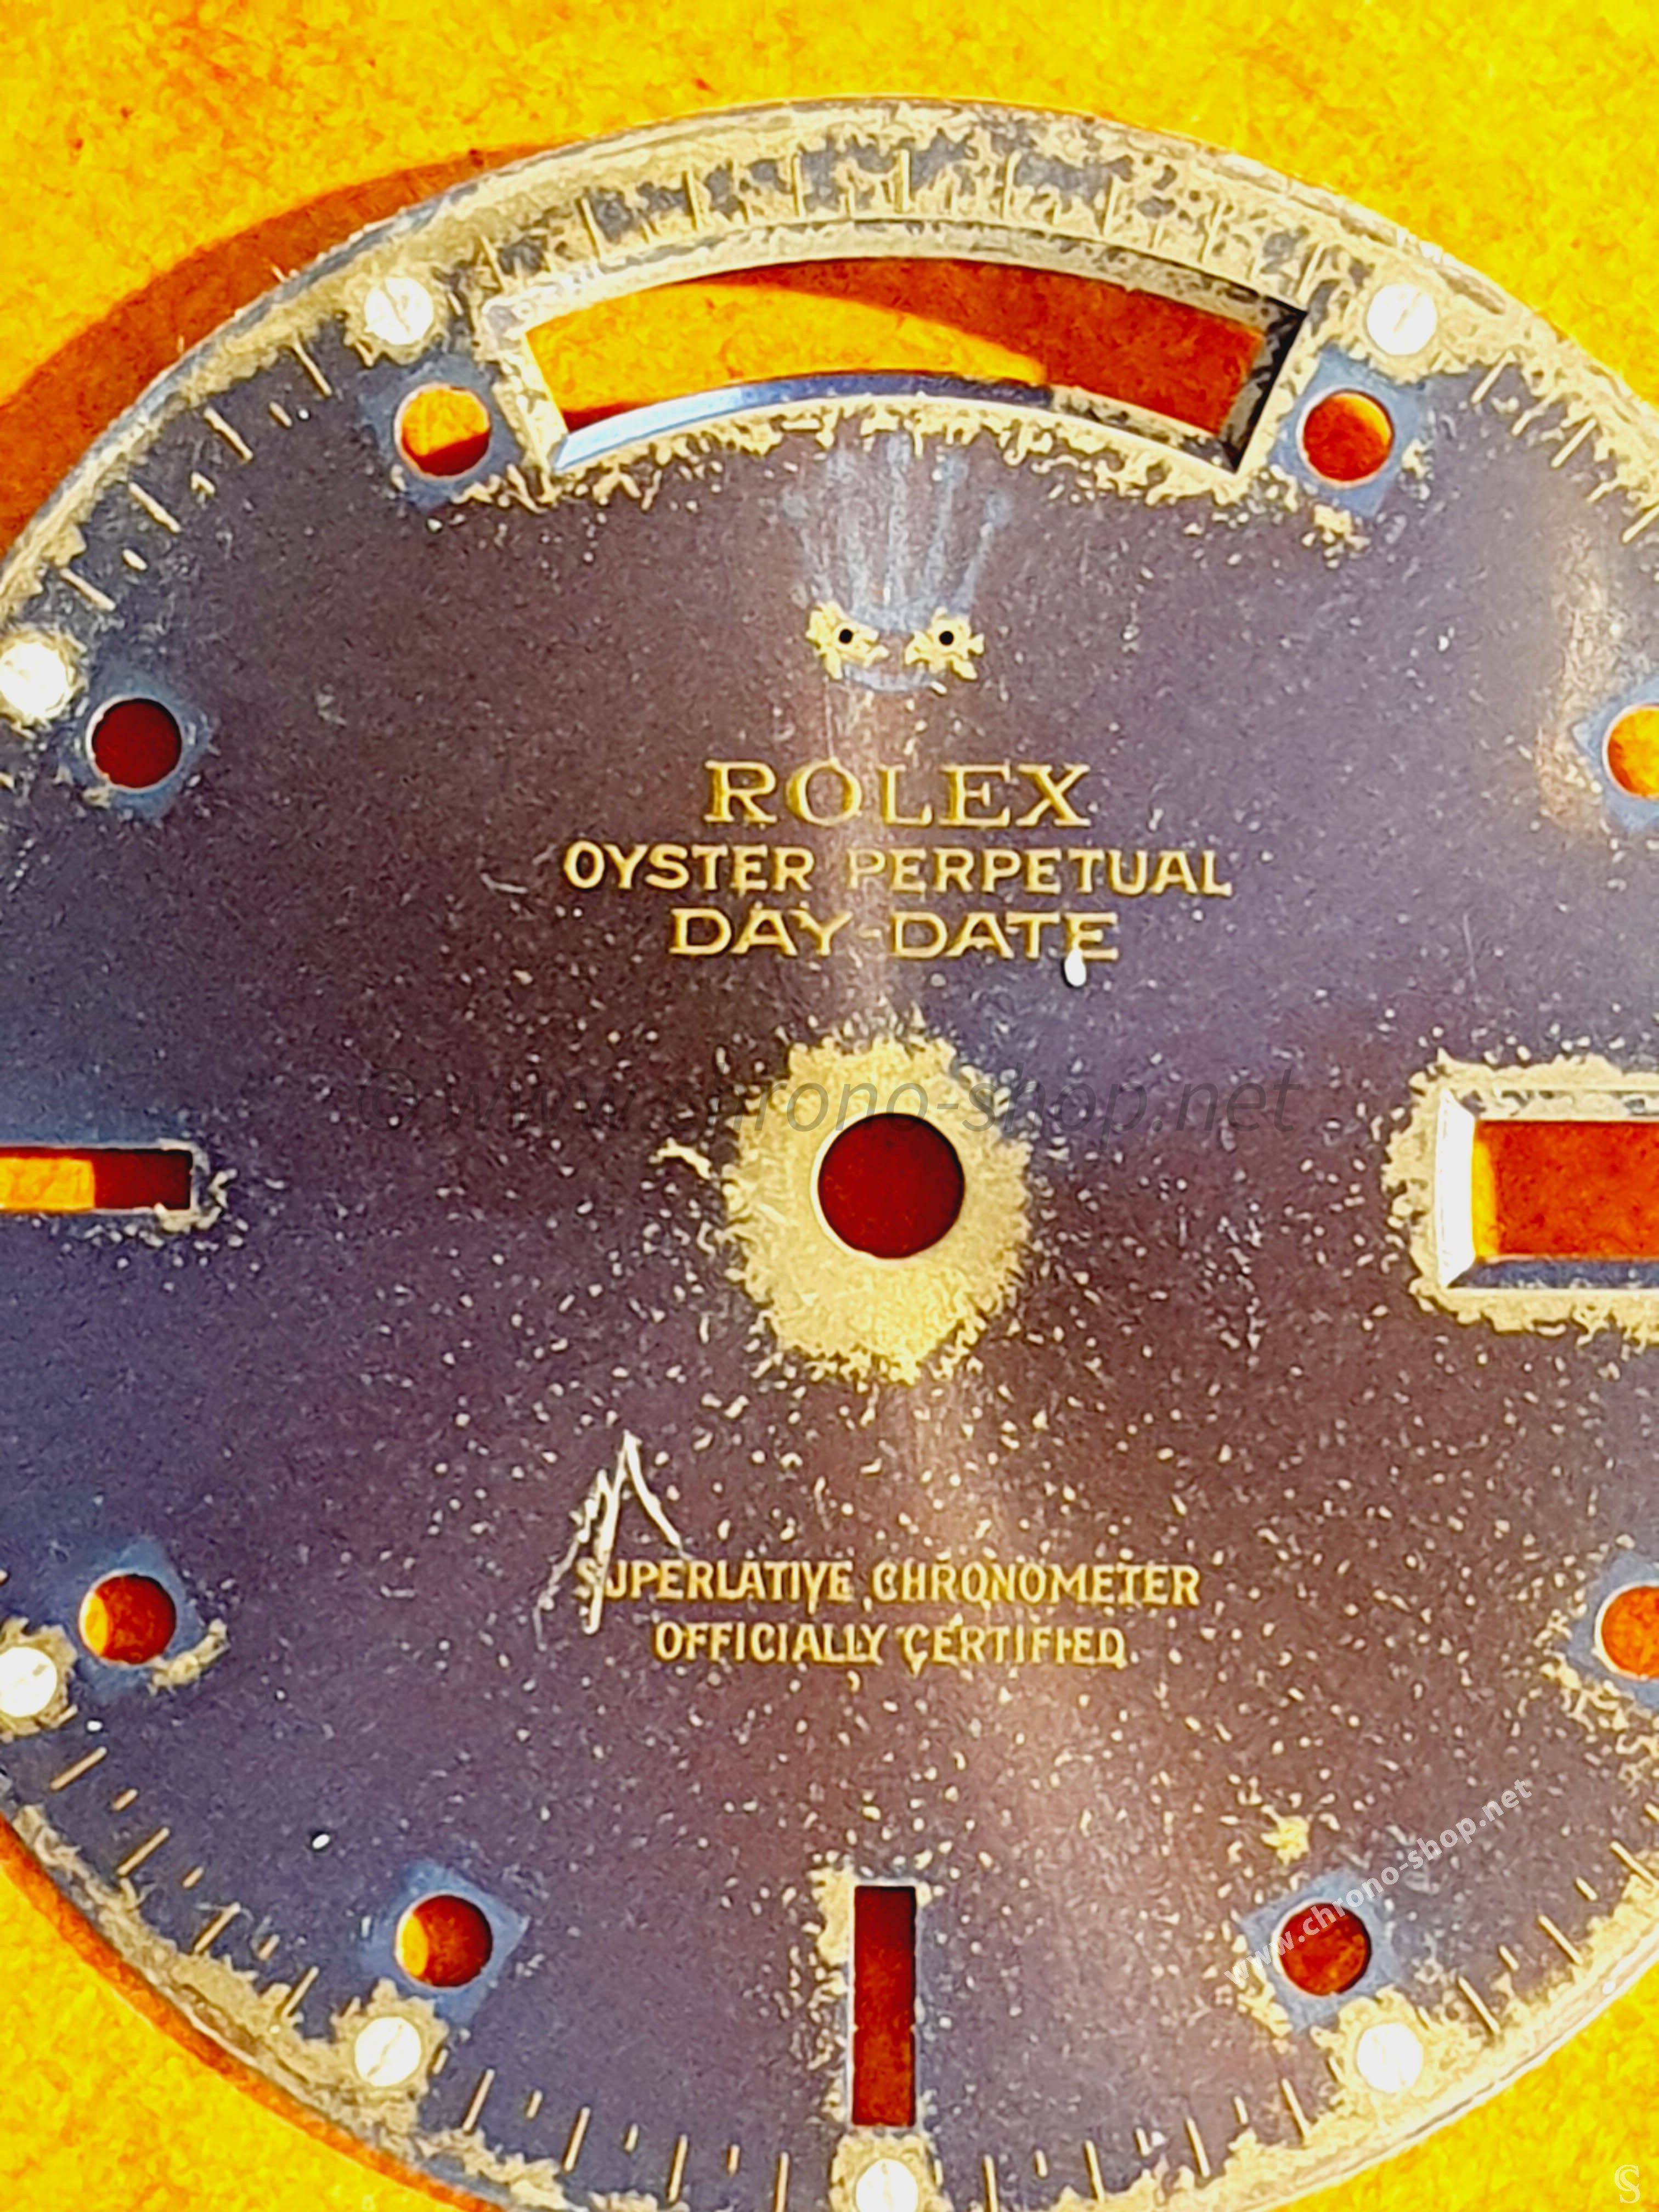 ROLEX
OYSTER PERPETUAL
DAY-DATE
© www.chrono-shop.net
SUPERLATIVE CHRONOMETER
OFFICIALLY CERTIFIED
www.chrono-shop.net